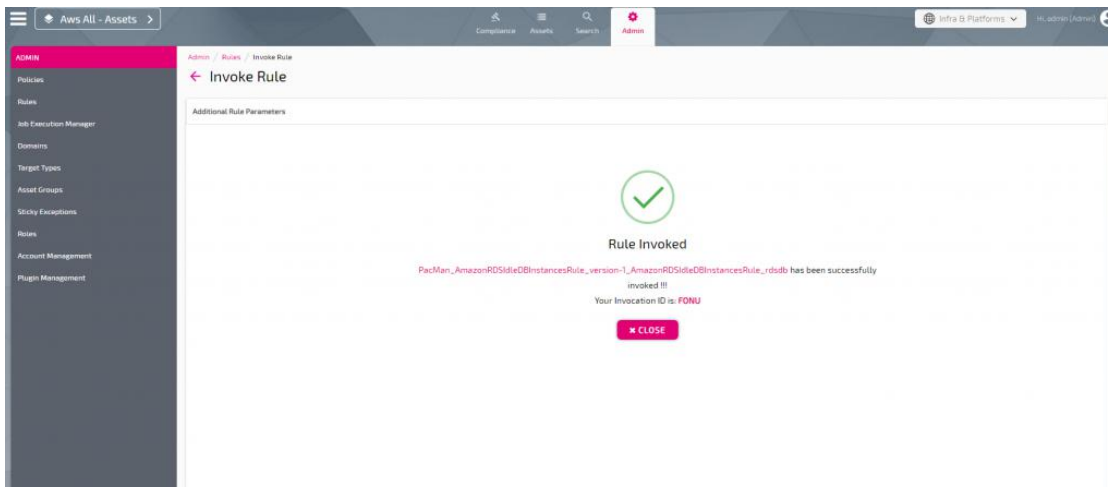 Aws All - Assets
Compliance Assets Search Admin
Infra & Platforms
Hi, admin (Admin)
ADMIN
Policies
Rules
Job Execution Manager
Domains
Target Types
Asset Groups
Sticky Exceptions
Roles
Account Management
Plugin Management
Admin / Rules / Invoke Rule
Invoke Rule
Additional Rule Parameters
Rule Invoked
PacMan_AmazonRDSIdleDBInstancesRule_version-1_AmazonRDSIdleDBInstancesRule_rdsdb has been successfully
invoked !!!
Your Invocation ID is: FONU
× CLOSE